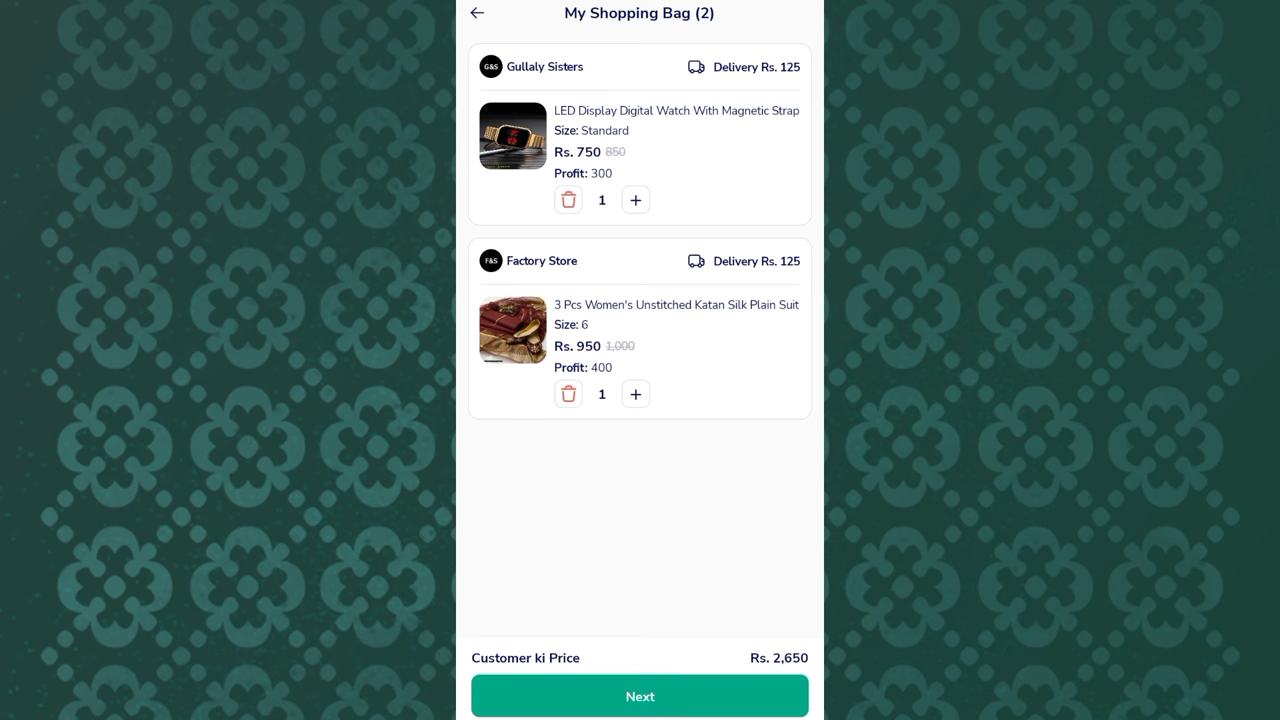 My Shopping Bag (2)
G&S Gullaly Sisters
Delivery Rs. 125
LED Display Digital Watch With Magnetic Strap
Size: Standard
Rs. 750 850
Profit: 300
1
F&S Factory Store
Delivery Rs. 125
3 Pcs Women's Unstitched Katan Silk Plain Suit
Size: 6
Rs. 950 1,000
Profit: 400
1
Customer ki Price
Rs. 2,650
Next